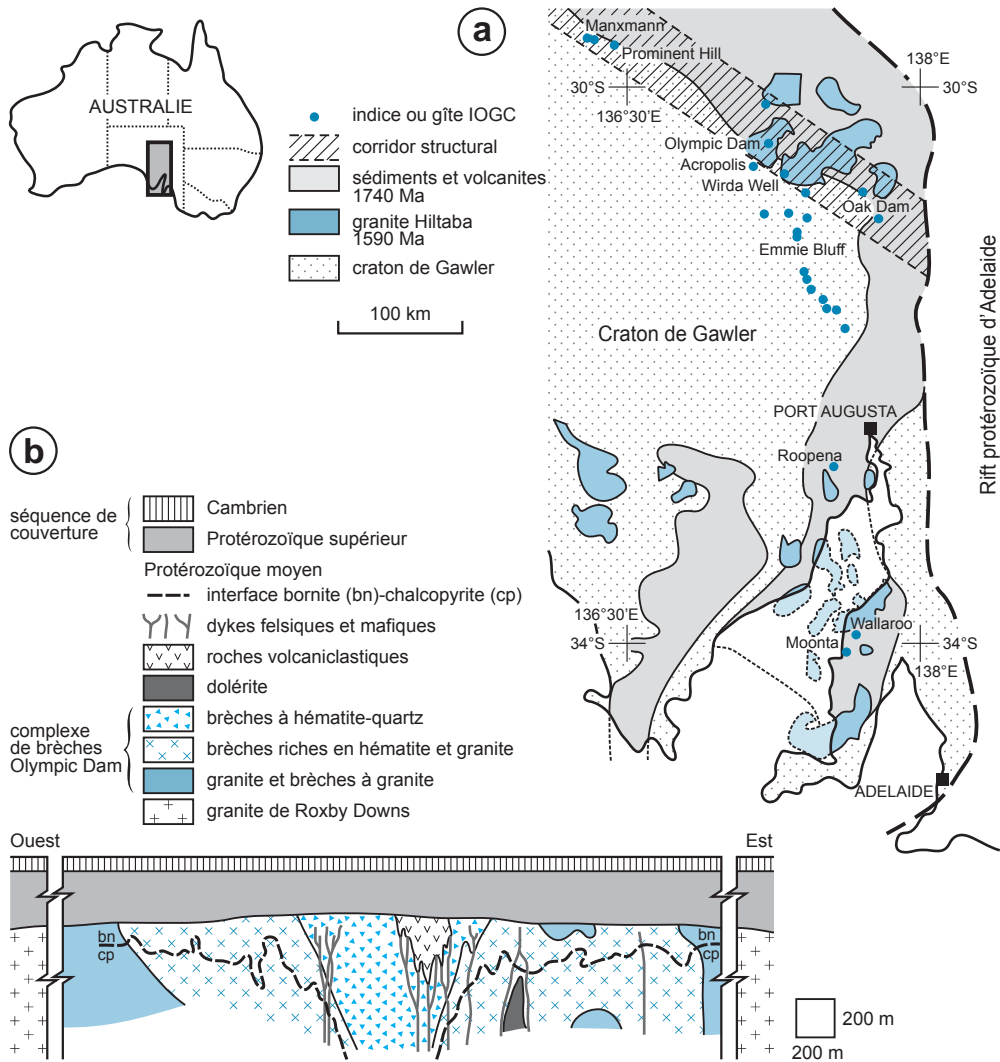 a
AUSTRALIE
indice ou gîte IOGC
corridor structural
sédiments et volcanites
1740 Ma
granite Hiltaba
1590 Ma
craton de Gawler
100 km
Manxmann
Prominent Hill
138°E
30°S
30°S
136°30'E
Olympic Dam
Acropolis
Wirda Well
Oak Dam
Emmie Bluff
Craton de Gawler
Rift protérozoïque d'Adelaide
PORT AUGUSTA
Roopena
136°30'E
34°S
Wallaroo
Moonta
34°S
138°E
ADELAIDE
b
séquence de
couverture
Cambrien
Protérozoïque supérieur
Protérozoïque moyen
interface bornite (bn)-chalcopyrite (cp)
dykes felsiques et mafiques
roches volcaniclastiques
dolérite
complexe
de brèches
Olympic Dam
brèches à hématite-quartz
brèches riches en hématite et granite
granite et brèches à granite
granite de Roxby Downs
Ouest
Est
bn
cp
bn
cp
200 m
200 m